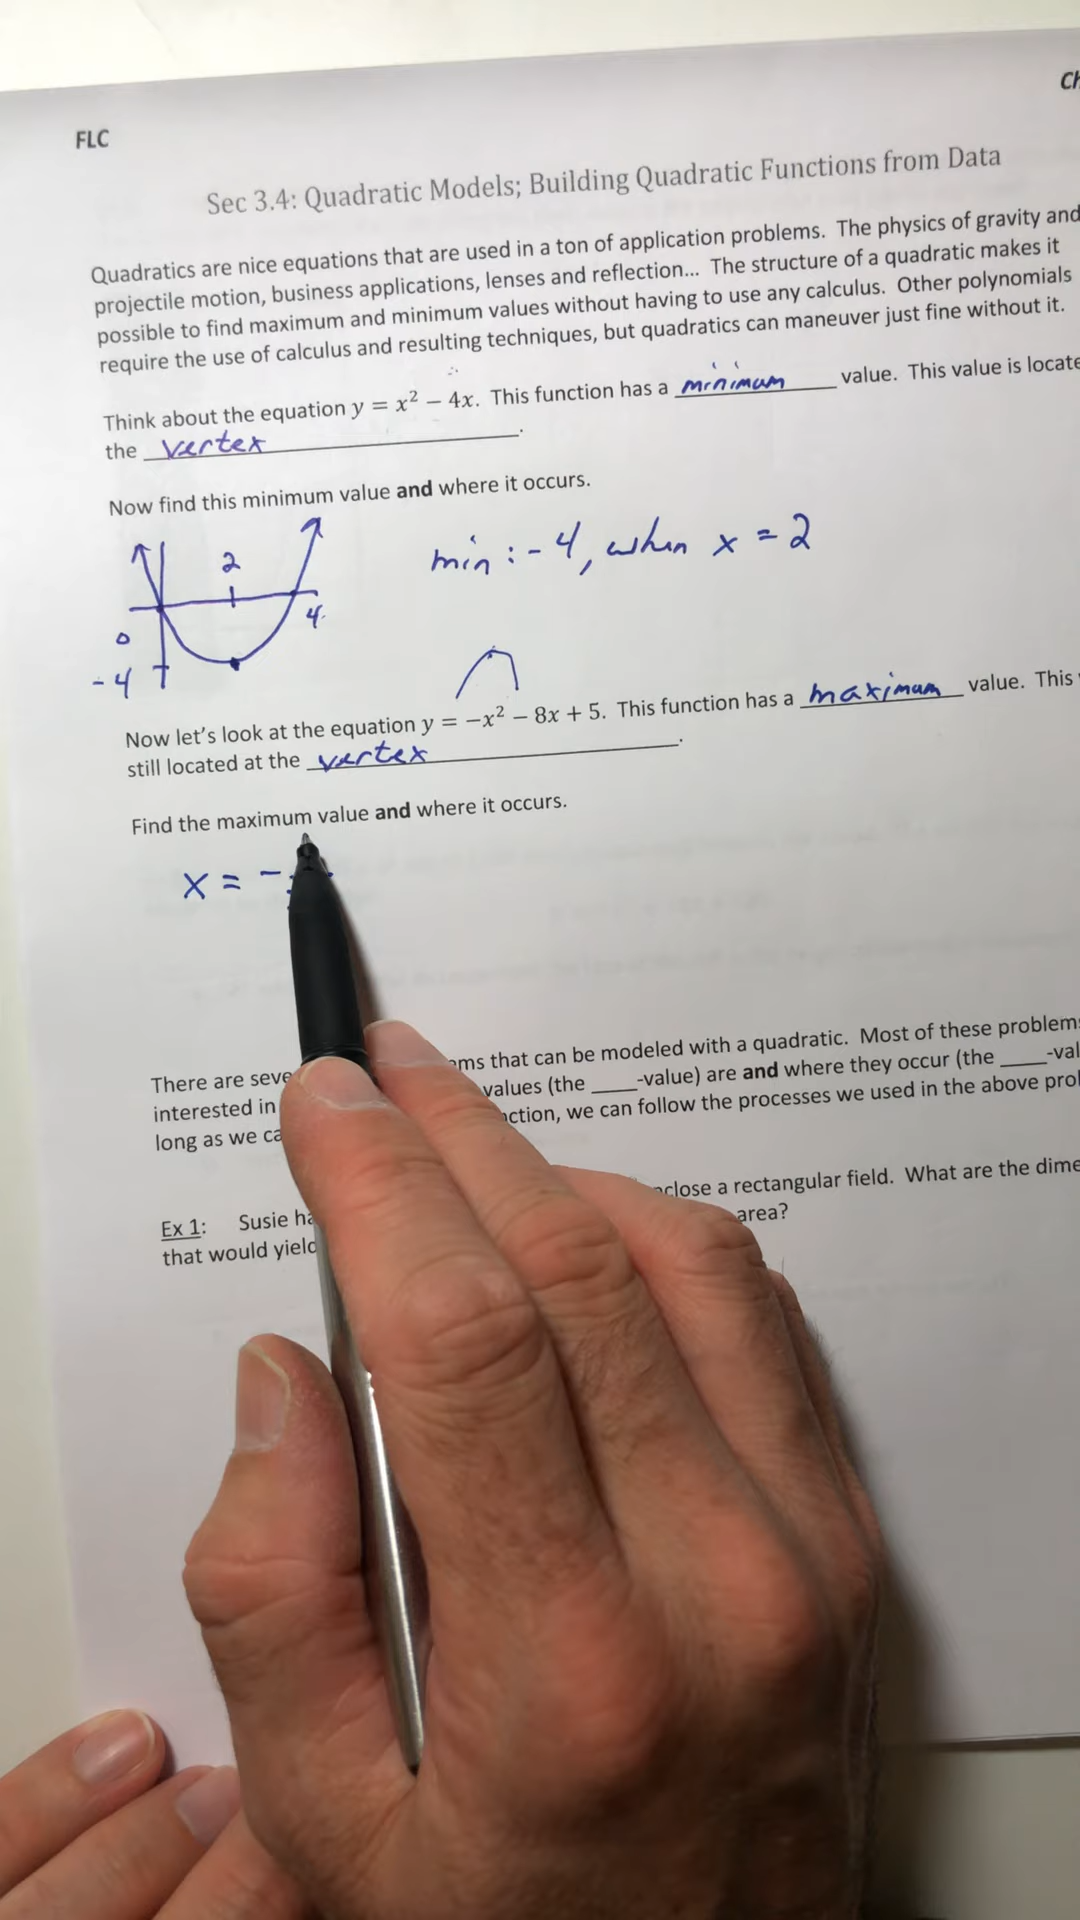 Ch
FLC
Sec 3.4: Quadratic Models; Building Quadratic Functions from Data
Quadratics are nice equations that are used in a ton of application problems. The physics of gravity and
projectile motion, business applications, lenses and reflection... The structure of a quadratic makes it
possible to find maximum and minimum values without having to use any calculus. Other polynomials
require the use of calculus and resulting techniques, but quadratics can maneuver just fine without it.
Think about the equation y = x² − 4x. This function has a minimum value. This value is locate
the vertex.
Now find this minimum value and where it occurs.
min : -4, when x = 2
2
4
0
-4
Now let's look at the equation y = −x² − 8x + 5. This function has a maximum value. This
still located at the vertex.
Find the maximum value and where it occurs.
x = -
There are seve ms that can be modeled with a quadratic. Most of these problem
interested in values (the ____-value) are and where they occur (the ____-val
long as we ca ction, we can follow the processes we used in the above pro
Ex 1: Susie ha close a rectangular field. What are the dime
that would yield area?